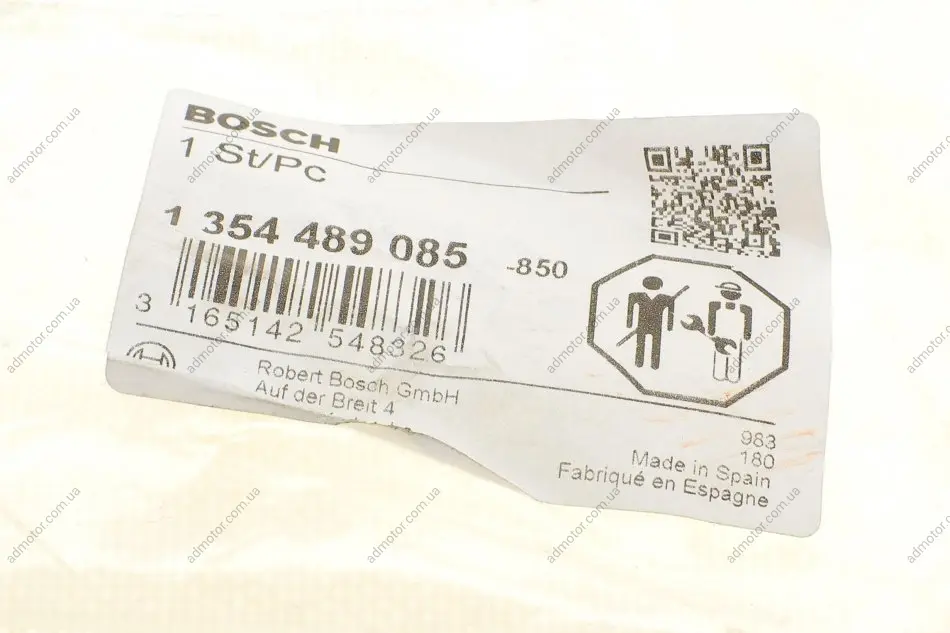 BOSCH
1 St/Pc
1 354 489 085
-850
3 165142 548326
Robert Bosch GmbH
Auf der Breit 4
983
180
Made in Spain
Fabriqué en Espagne
admotor.com.ua